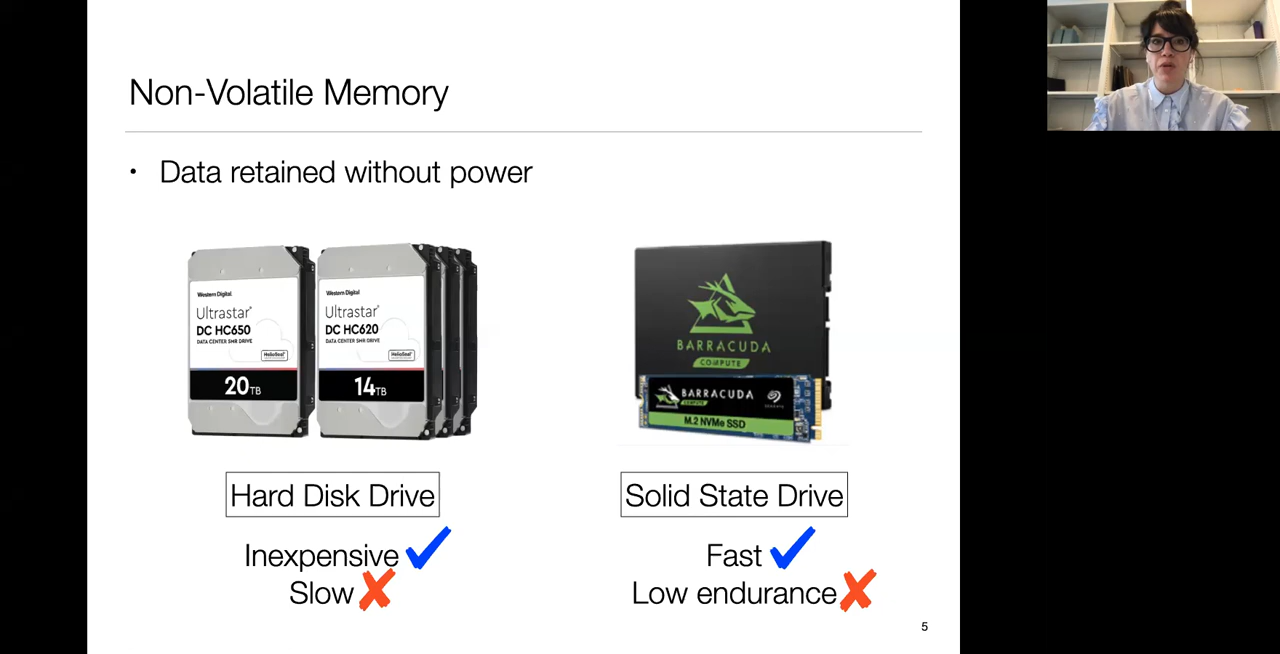 Non-Volatile Memory
• Data retained without power
Western Digital
Ultrastar®
DC HC650
DATA CENTER SMR DRIVE
HelioSeal®
20TB
Western Digital
Ultrastar®
DC HC620
DATA CENTER SMR DRIVE
HelioSeal®
14TB
BARRACUDA
COMPUTE
BARRACUDA
COMPUTE
SEAGATE
M.2 NVMe SSD
Hard Disk Drive
Inexpensive
Slow
Solid State Drive
Fast
Low endurance
5